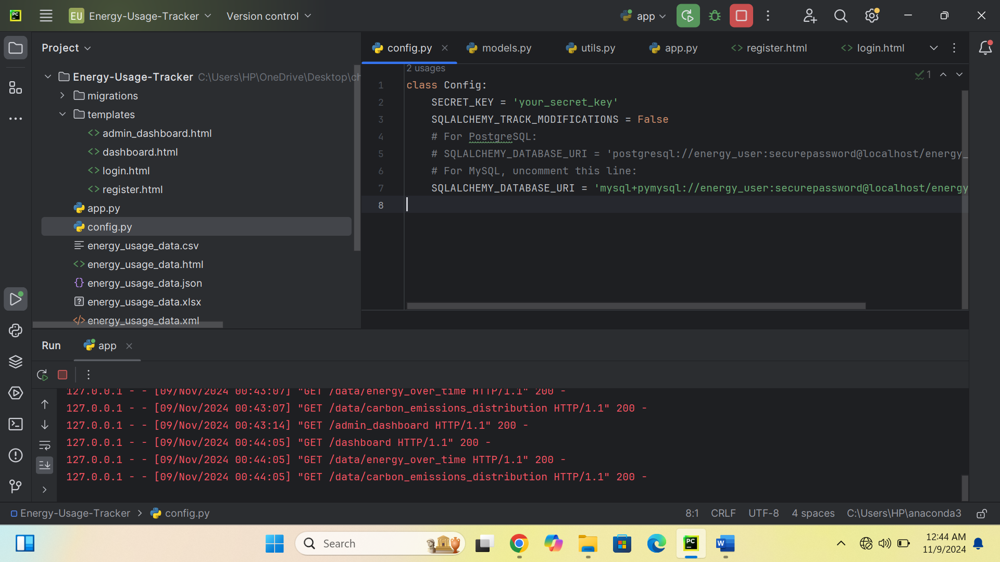 PC
EU Energy-Usage-Tracker
Version control
app
Project
config.py
models.py
utils.py
app.py
register.html
login.html
Energy-Usage-Tracker C:\Users\HP\OneDrive\Desktop\ch
migrations
templates
admin_dashboard.html
dashboard.html
login.html
register.html
app.py
config.py
energy_usage_data.csv
energy_usage_data.html
energy_usage_data.json
energy_usage_data.xlsx
energy_usage_data.xml
2 usages
1
1 class Config:
2 SECRET_KEY = 'your_secret_key'
3 SQLALCHEMY_TRACK_MODIFICATIONS = False
4 # For PostgreSQL:
5 # SQLALCHEMY_DATABASE_URI = 'postgresql://energy_user:securepassword@localhost/energy_
6 # For MySQL, uncomment this line:
7 SQLALCHEMY_DATABASE_URI = 'mysql+pymysql://energy_user:securepassword@localhost/energy
8
Run
app
127.0.0.1 - - [09/Nov/2024 00:43:07] "GET /data/energy_over_time HTTP/1.1" 200 -
127.0.0.1 - - [09/Nov/2024 00:43:07] "GET /data/carbon_emissions_distribution HTTP/1.1" 200 -
127.0.0.1 - - [09/Nov/2024 00:43:14] "GET /admin_dashboard HTTP/1.1" 200 -
127.0.0.1 - - [09/Nov/2024 00:44:05] "GET /dashboard HTTP/1.1" 200 -
127.0.0.1 - - [09/Nov/2024 00:44:05] "GET /data/energy_over_time HTTP/1.1" 200 -
127.0.0.1 - - [09/Nov/2024 00:44:05] "GET /data/carbon_emissions_distribution HTTP/1.1" 200 -
Energy-Usage-Tracker > config.py
8:1 CRLF UTF-8 4 spaces C:\Users\HP\anaconda3
Search
PC
W
12:44 AM
11/9/2024